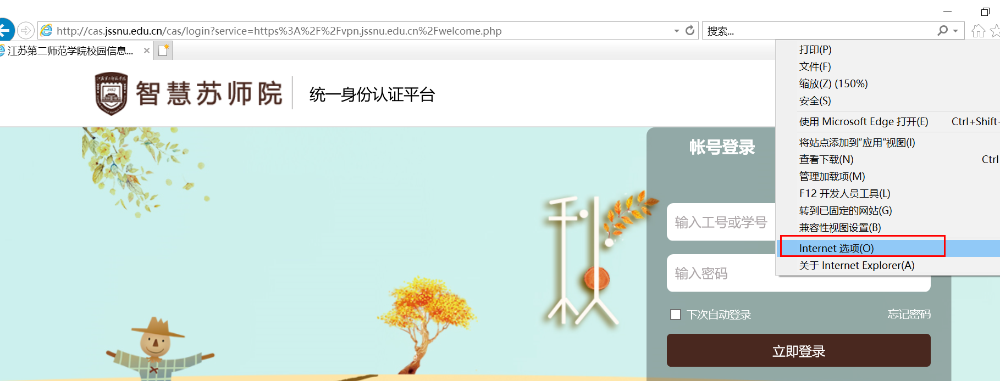 http://cas.jssnu.edu.cn/cas/login?service=https%3A%2F%2Fvpn.jssnu.edu.cn%2Fwelcome.php
搜索...
江苏第二师范学院校园信息...
智慧苏师院
统一身份认证平台
打印(P)
文件(F)
缩放(Z) (150%)
安全(S)
使用 Microsoft Edge 打开(E) Ctrl+Shift+
将站点添加到“应用”视图(I)
查看下载(N) Ctrl
管理加载项(M)
F12 开发人员工具(L)
转到已固定的网站(G)
兼容性视图设置(B)
Internet 选项(O)
关于 Internet Explorer(A)
帐号登录
输入工号或学号
输入密码
下次自动登录
忘记密码
立即登录
秋
1952